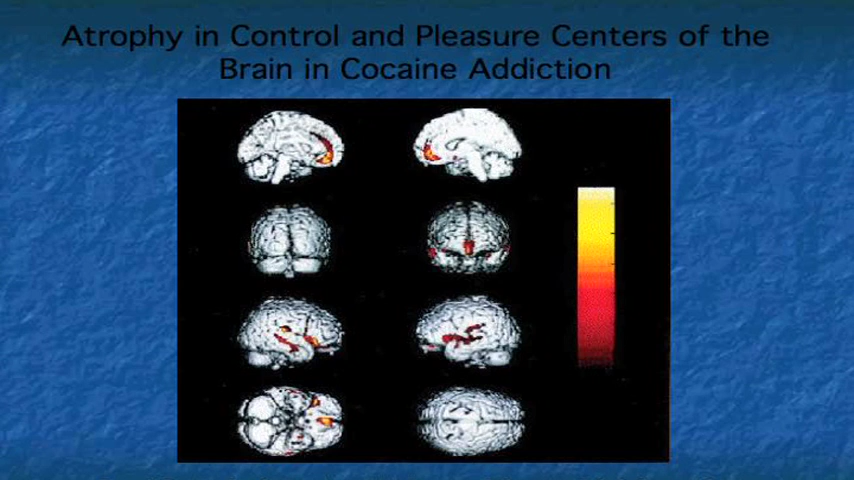 Atrophy in Control and Pleasure Centers of the
Brain in Cocaine Addiction